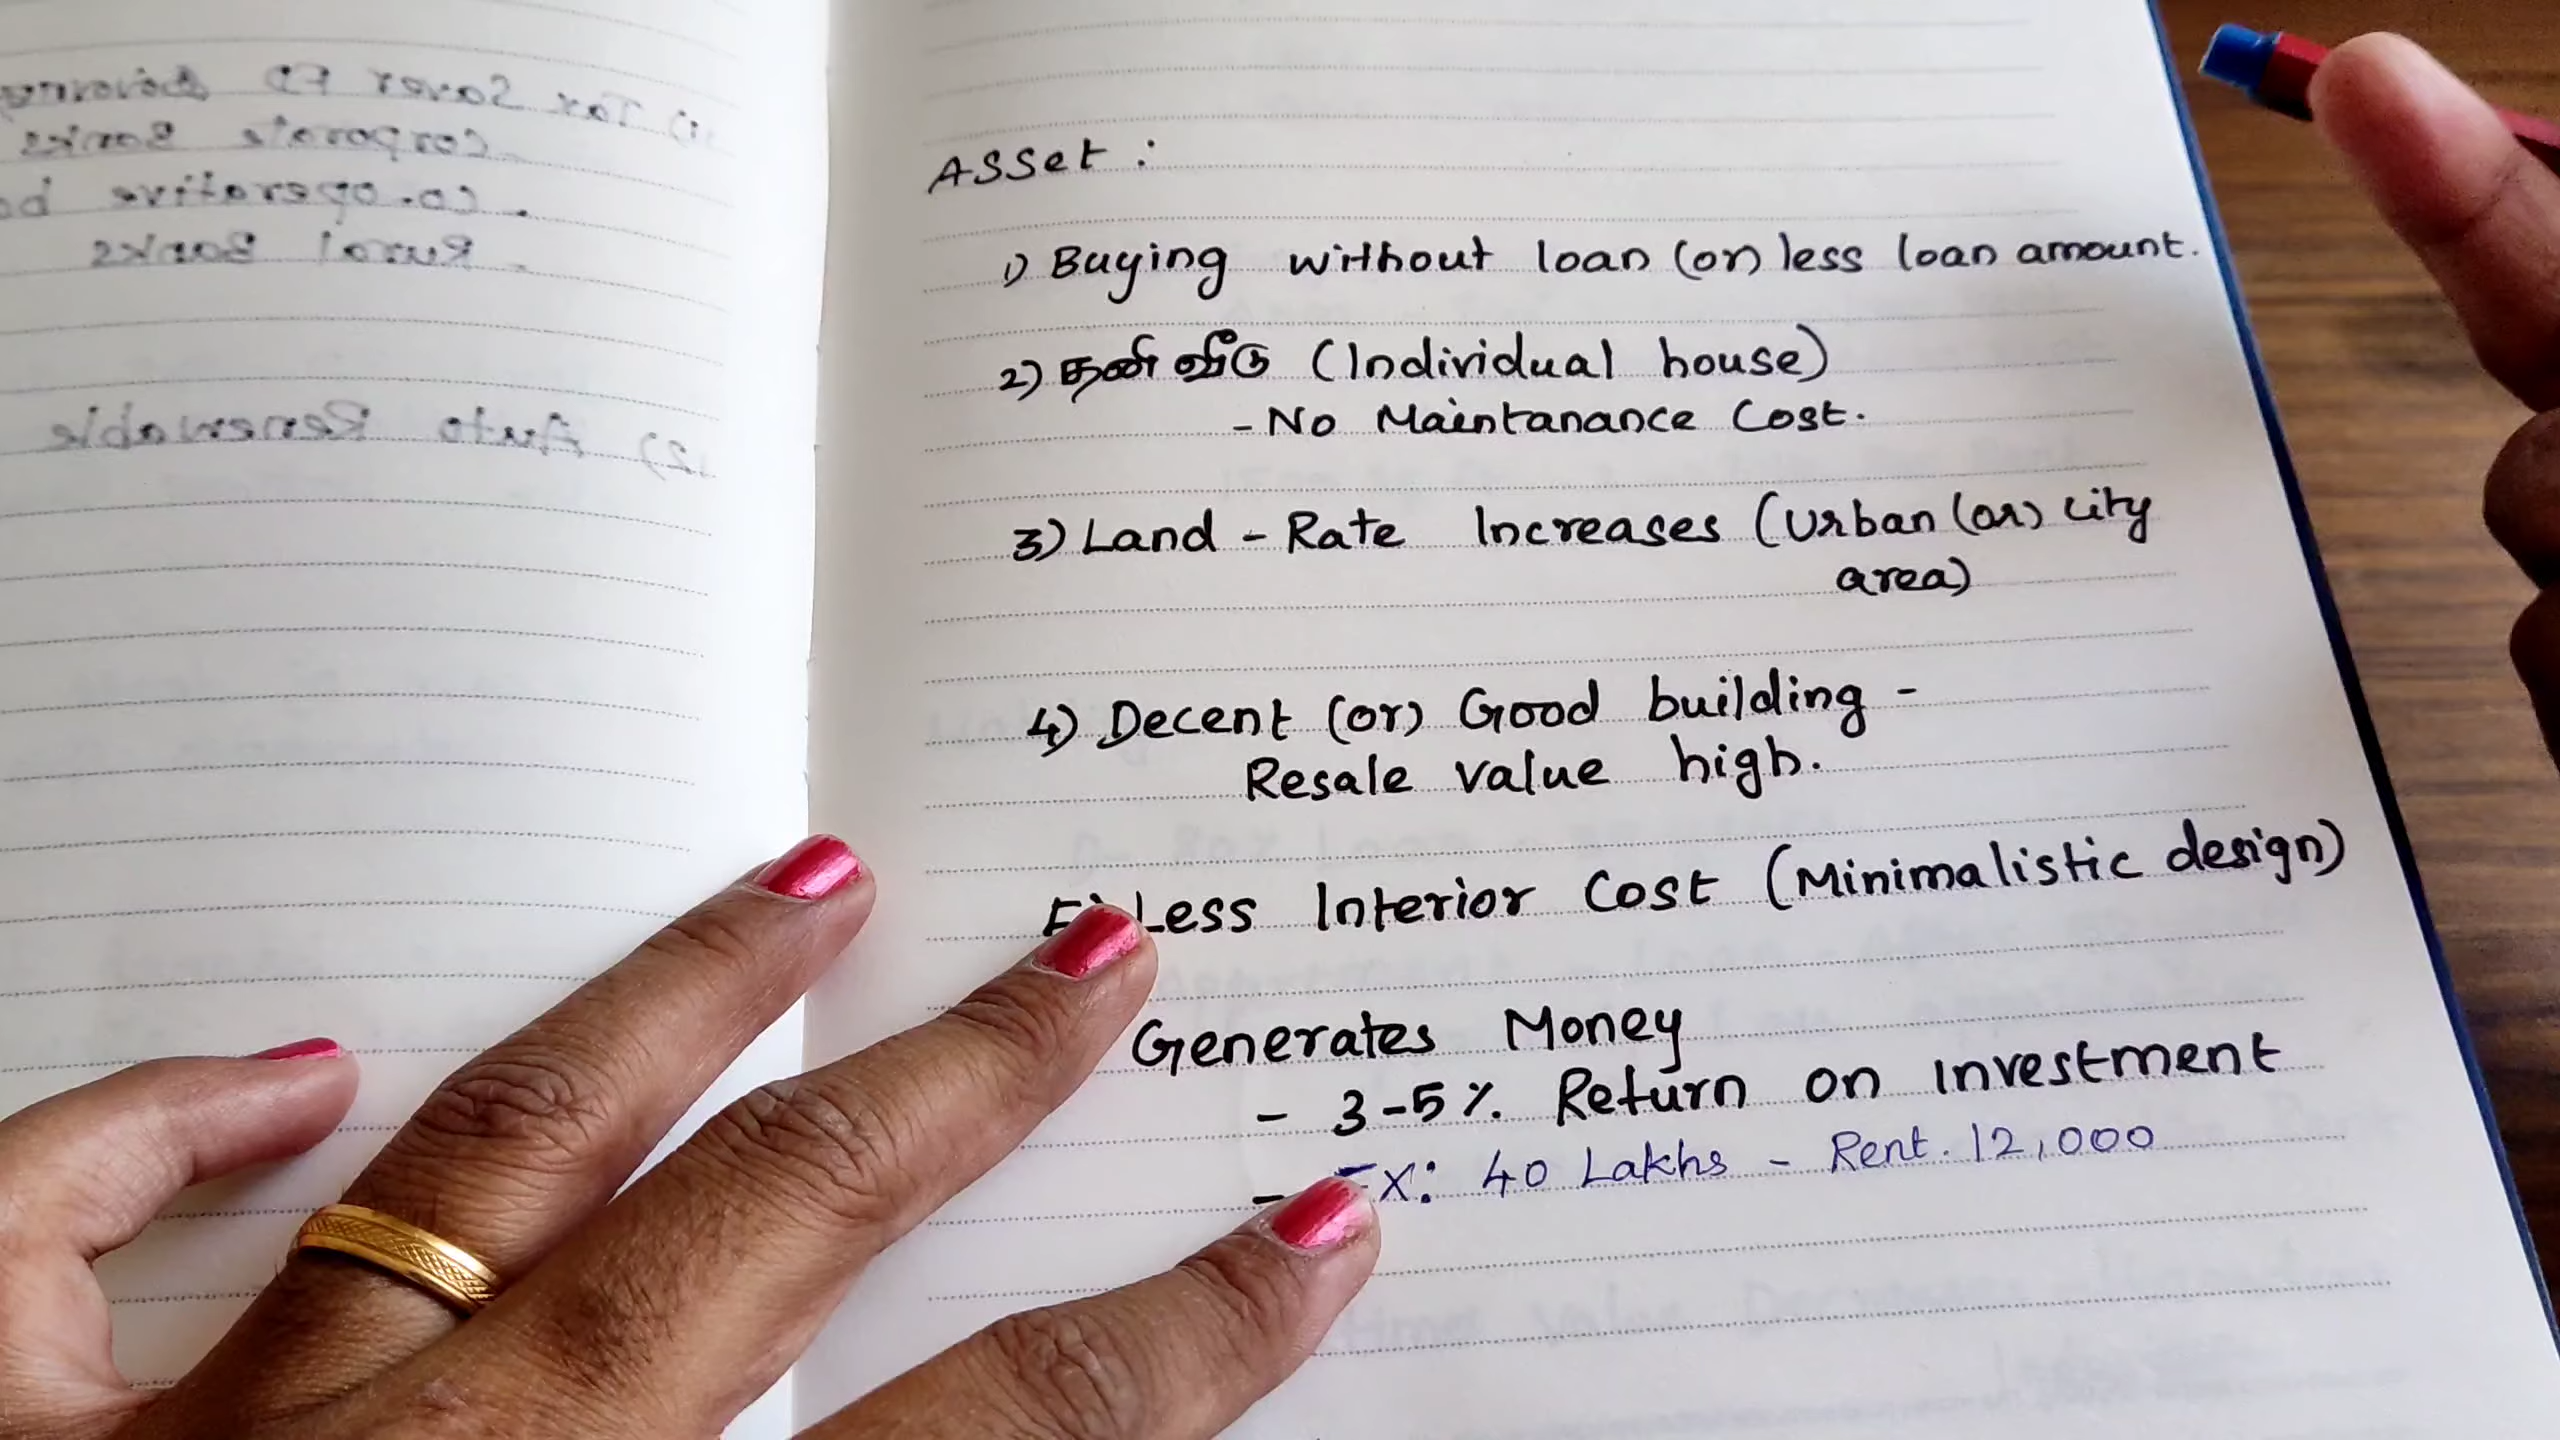 Asset :
1) Buying without loan (or) less loan amount.
2) தன் வீடு (Individual house)
- No Maintanance Cost.
3) Land - Rate Increases (Urban (or) city
area)
4) Decent (or) Good building -
Resale value high.
5) Less Interior Cost (Minimalistic design)
Generates Money
- 3-5% Return on investment
- Ex: 40 Lakhs - Rent. 12,000